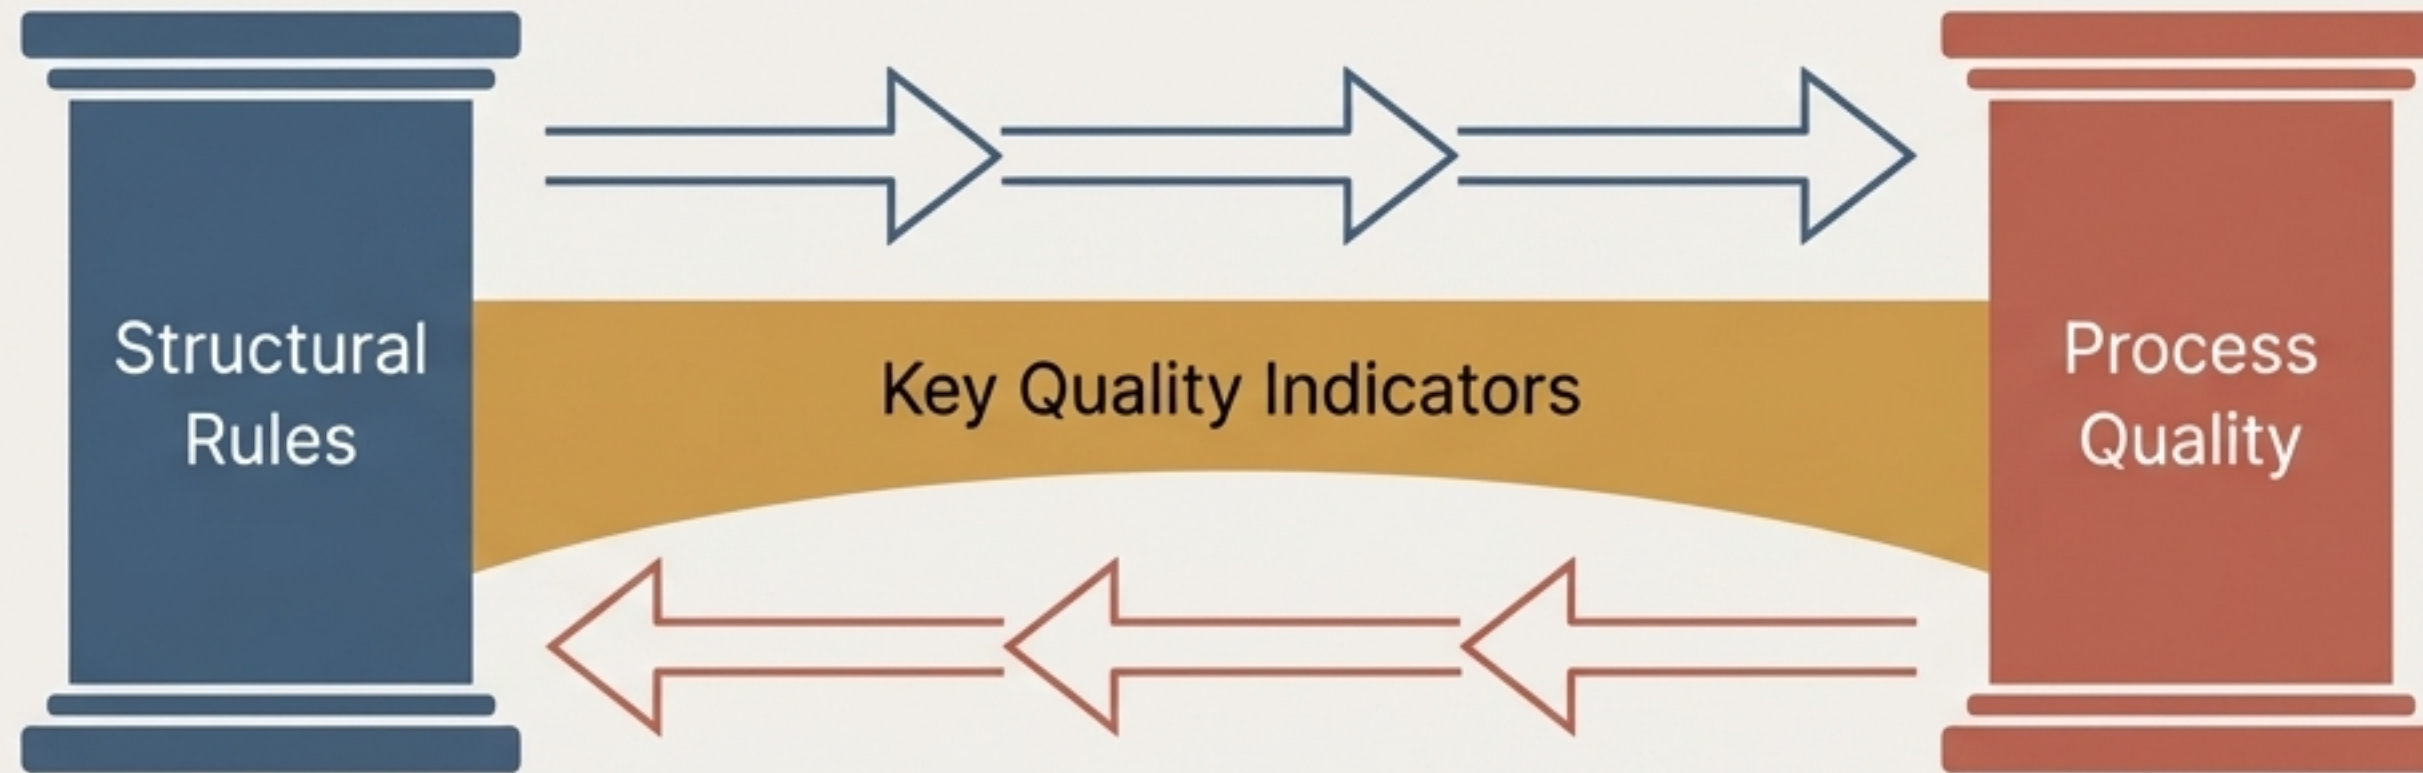 Structural
Rules
Key Quality Indicators
Process
Quality